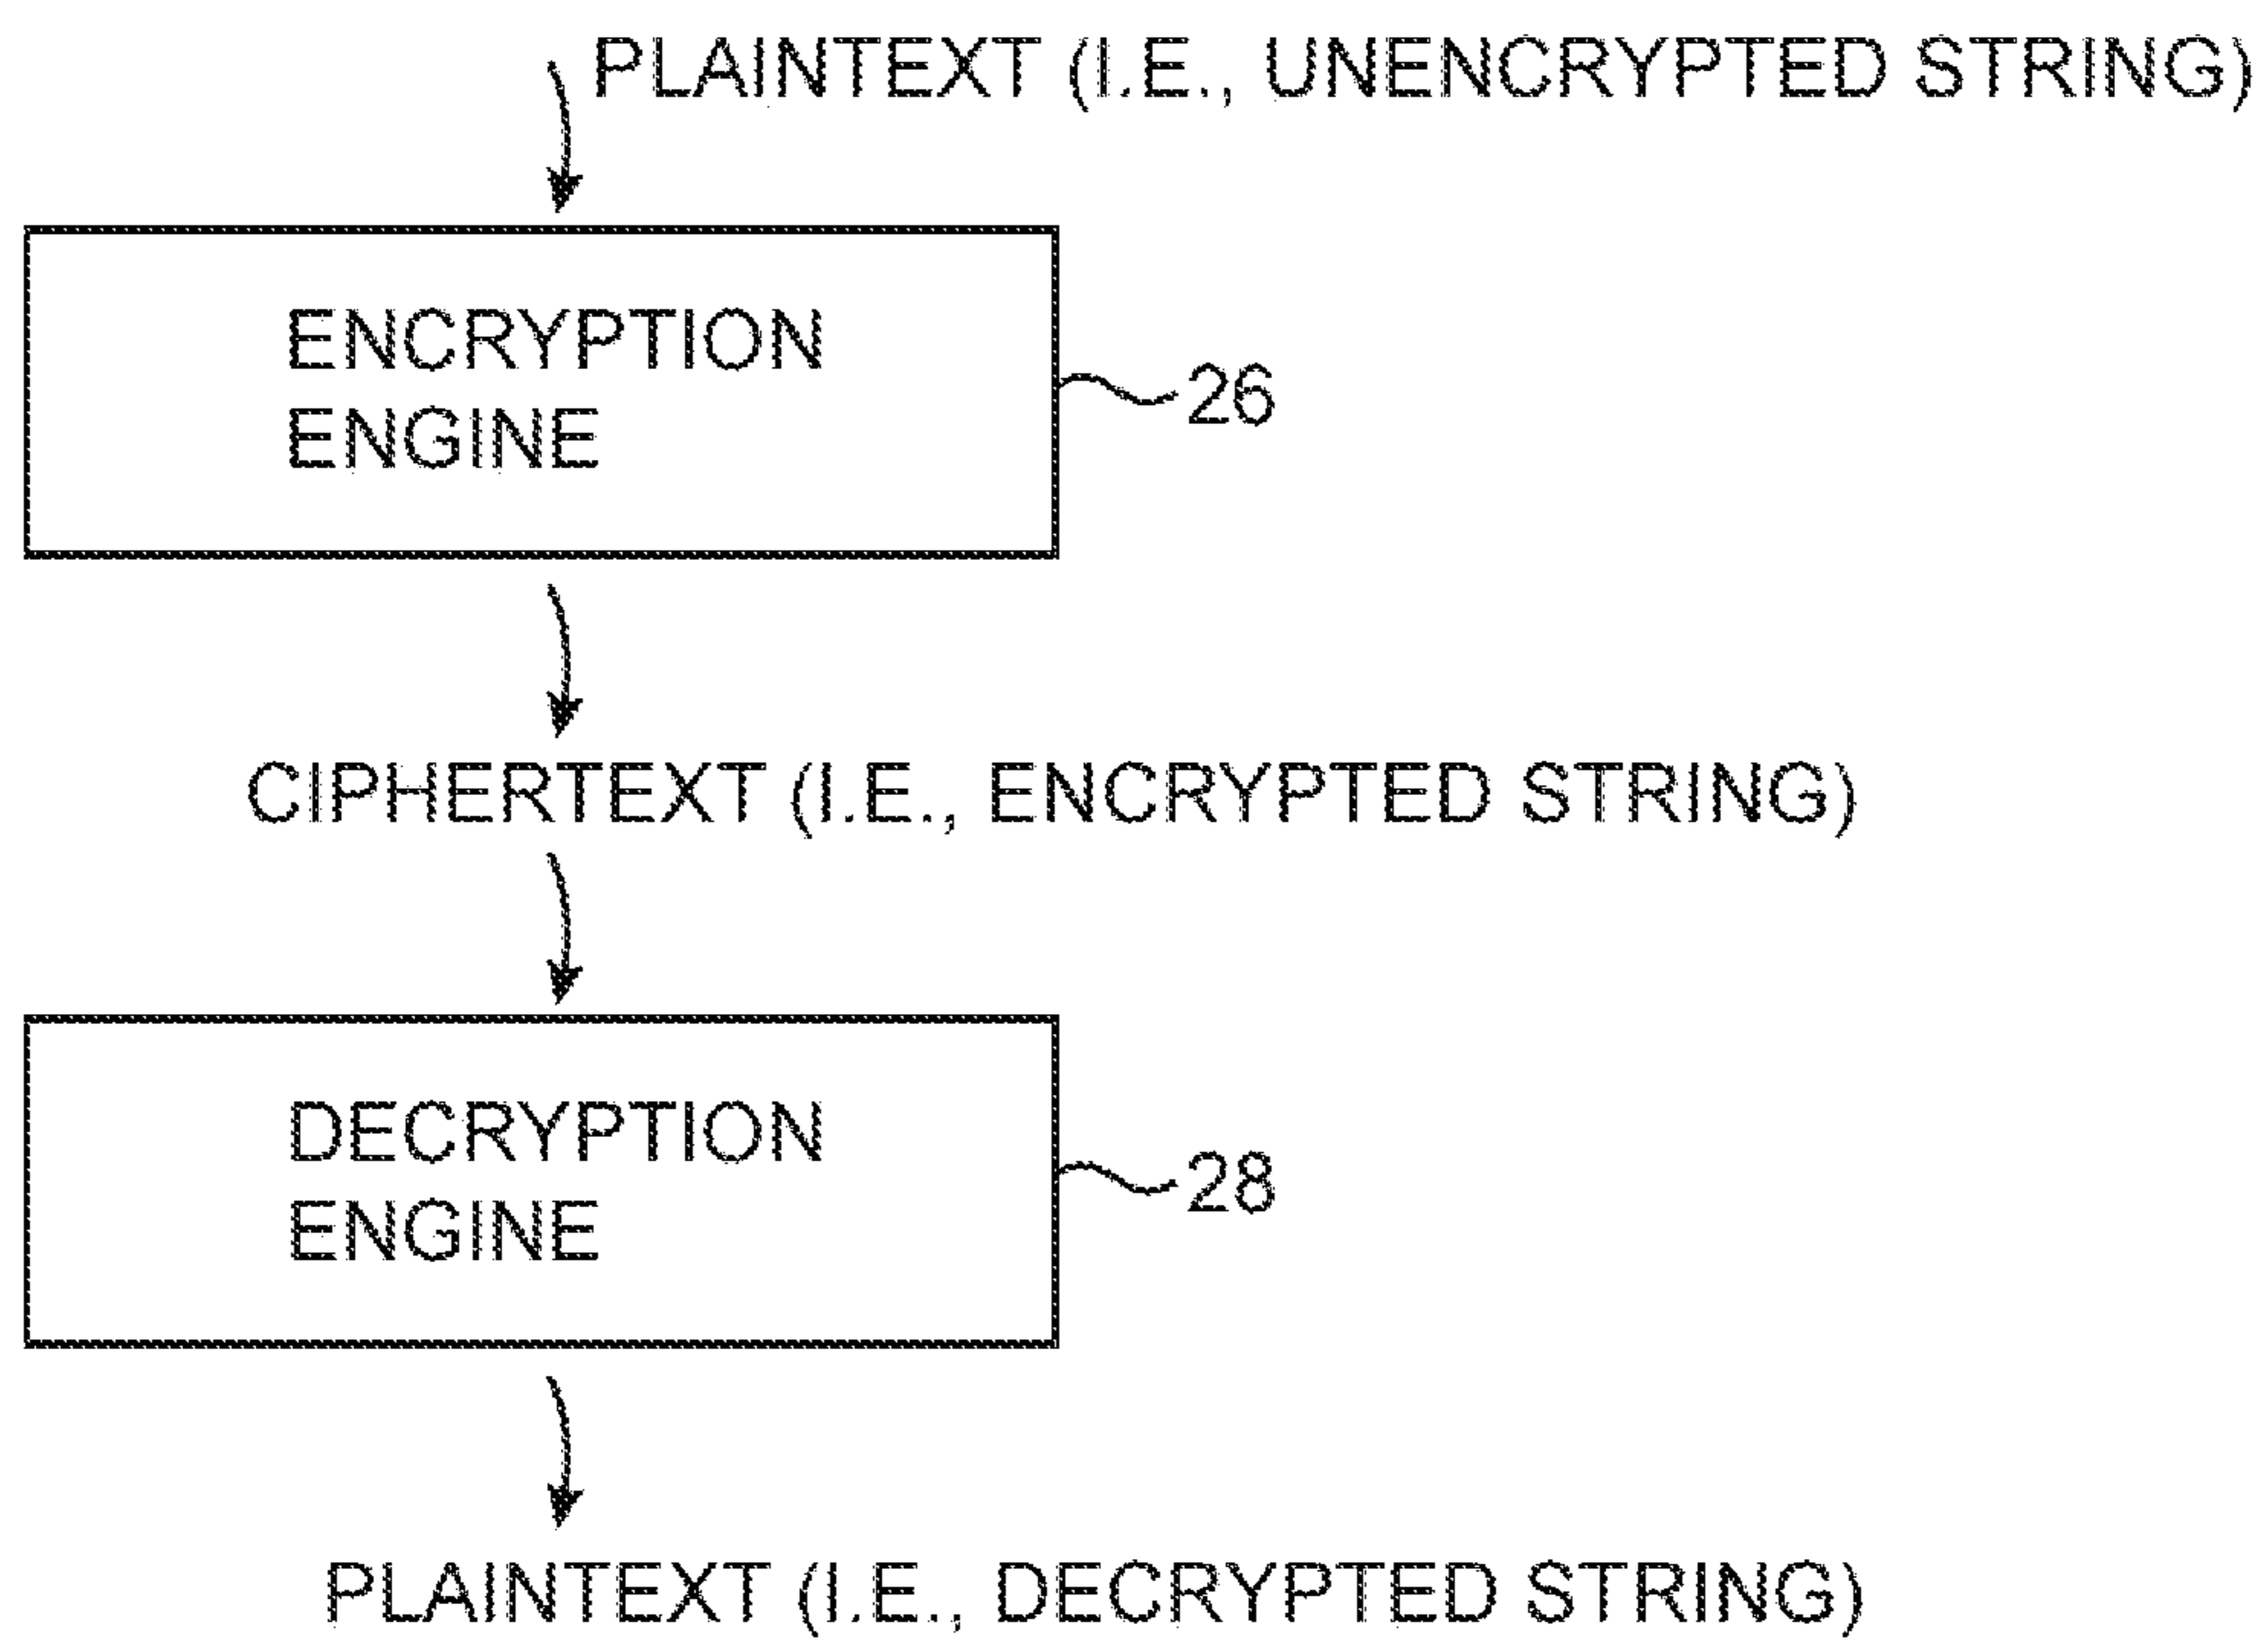 PLAINTEXT (I.E., UNENCRYPTED STRING)
ENCRYPTION
ENGINE
26
CIPHERTEXT (I.E., ENCRYPTED STRING)
DECRYPTION
ENGINE
28
PLAINTEXT (I.E., DECRYPTED STRING)